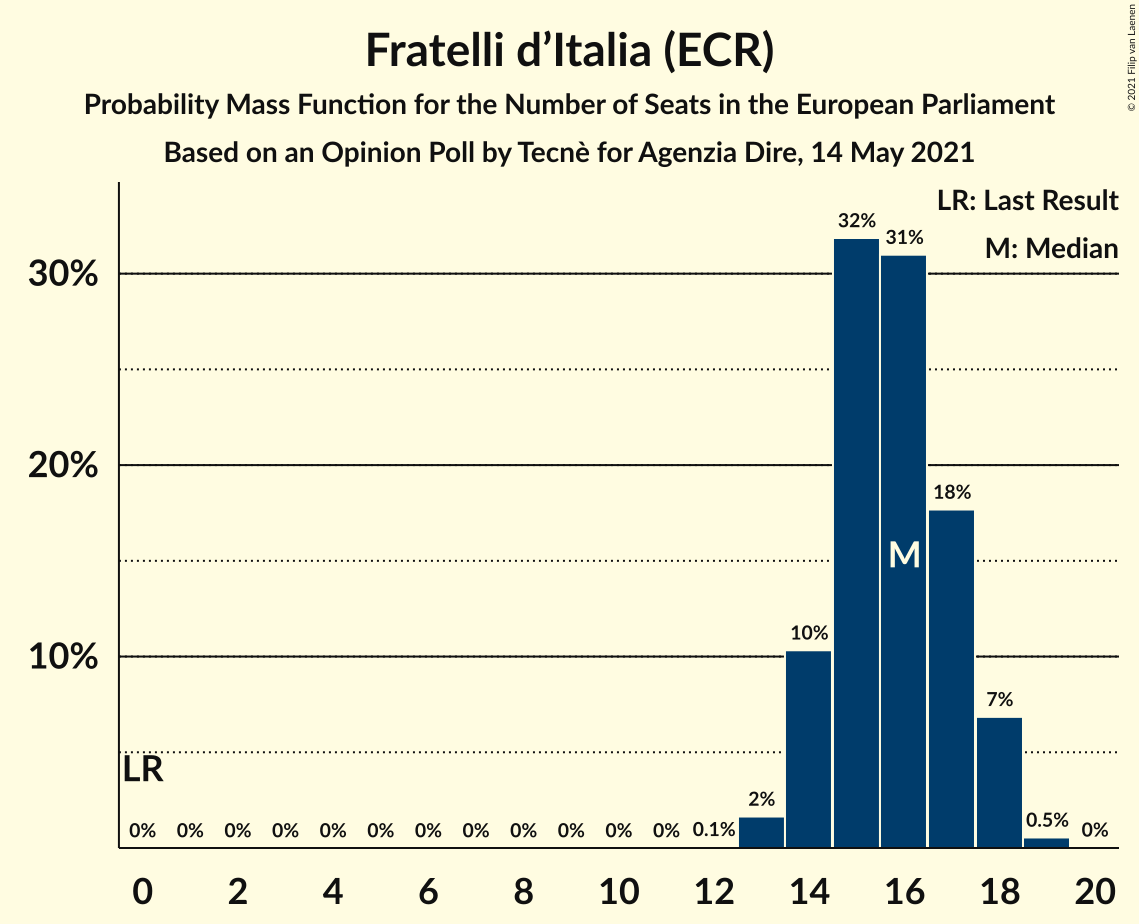 Fratelli d’Italia (ECR)
Probability Mass Function for the Number of Seats in the European Parliament
Based on an Opinion Poll by Tecnè for Agenzia Dire, 14 May 2021
© 2021 Filip van Laenen
LR: Last Result
M: Median
30%
20%
10%
32%
31%
18%
M
10%
7%
LR
2%
0% 0% 0% 0% 0% 0% 0% 0% 0% 0% 0% 0% 0.1% 0.5% 0%
0 2 4 6 8 10 12 14 16 18 20